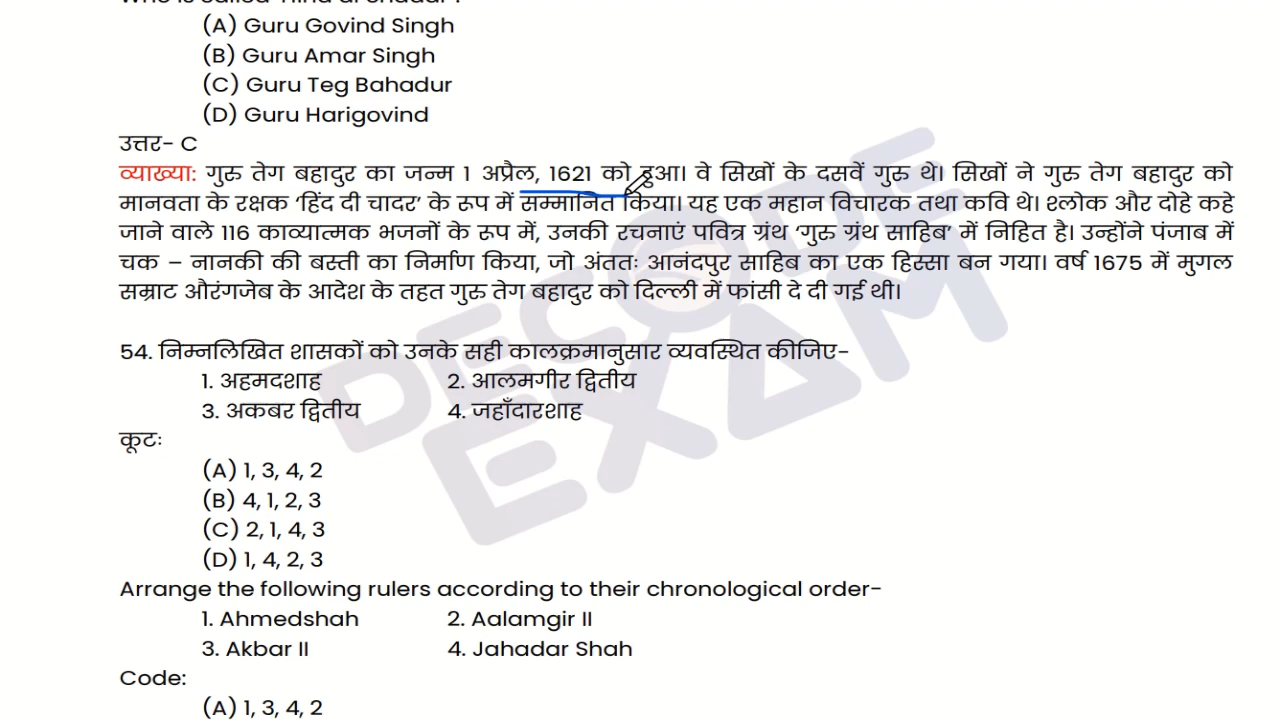 (A) Guru Govind Singh
(B) Guru Amar Singh
(C) Guru Teg Bahadur
(D) Guru Harigovind
उत्तर- C
व्याख्या: गुरु तेग बहादुर का जन्म 1 अप्रैल, 1621 को हुआ। वे सिखों के दसवें गुरु थे। सिखों ने गुरु तेग बहादुर को
मानवता के रक्षक ‘हिंद दी चादर’ के रूप में सम्मानित किया। यह एक महान विचारक तथा कवि थे। श्लोक और दोहे कहे
जाने वाले 116 काव्यात्मक भजनों के रूप में, उनकी रचनाएं पवित्र ग्रंथ ‘गुरु ग्रंथ साहिब’ में निहित है। उन्होंने पंजाब में
चक – नानकी की बस्ती का निर्माण किया, जो अंततः आनंदपुर साहिब का एक हिस्सा बन गया। वर्ष 1675 में मुगल
सम्राट औरंगजेब के आदेश के तहत गुरु तेग बहादुर को दिल्ली में फांसी दे दी गई थी।
54. निम्नलिखित शासकों को उनके सही कालक्रमानुसार व्यवस्थित कीजिए-
1. अहमदशाह 2. आलमगीर द्वितीय
3. अकबर द्वितीय 4. जहाँदारशाह
कूटः
(A) 1, 3, 4, 2
(B) 4, 1, 2, 3
(C) 2, 1, 4, 3
(D) 1, 4, 2, 3
Arrange the following rulers according to their chronological order-
1. Ahmedshah 2. Aalamgir II
3. Akbar II 4. Jahadar Shah
Code:
(A) 1, 3, 4, 2
DECODE
EXAM